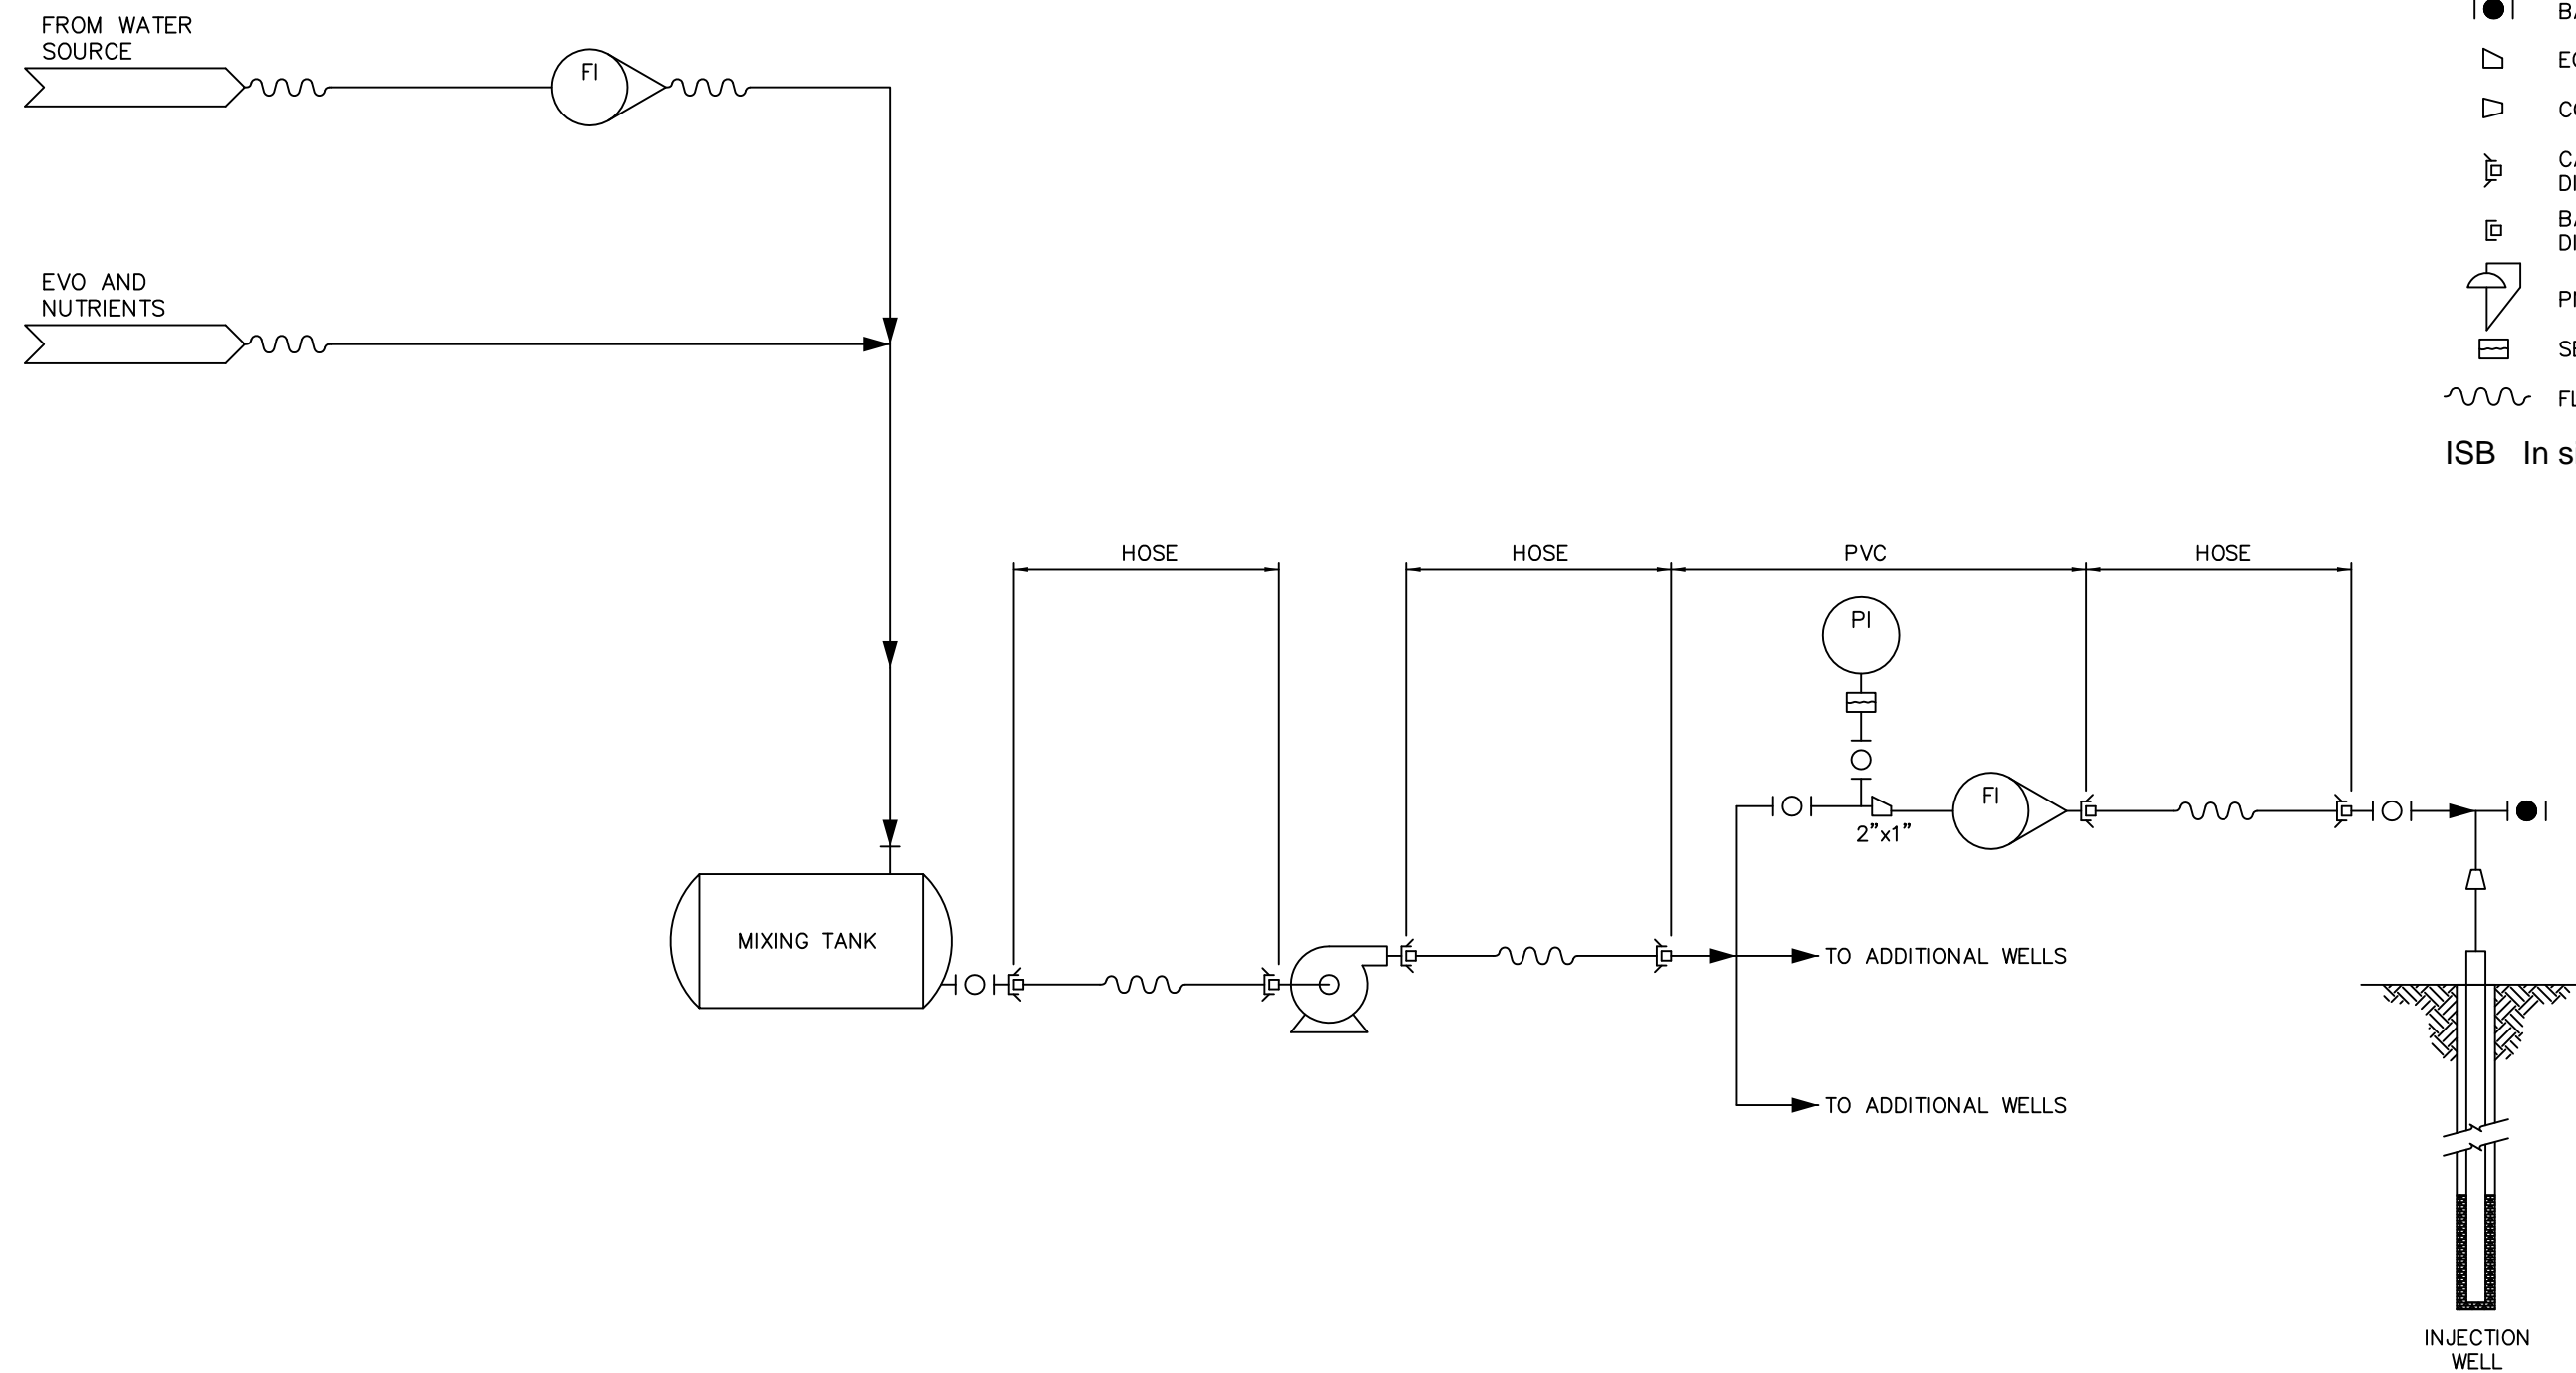 FROM WATER
SOURCE
FI
EVO AND
NUTRIENTS
ISB In s
HOSE
HOSE
PVC
HOSE
PI
FI
2"x1"
MIXING TANK
TO ADDITIONAL WELLS
TO ADDITIONAL WELLS
INJECTION
WELL